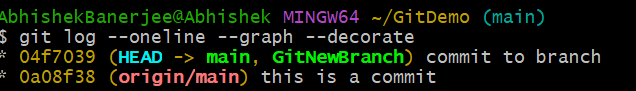 AbhishekBanerjee@Abhishek MINGW64 ~/GitDemo (main)
$ git log --oneline --graph --decorate
* 04f7039 (HEAD -> main, GitNewBranch) commit to branch
* 0a08f38 (origin/main) this is a commit